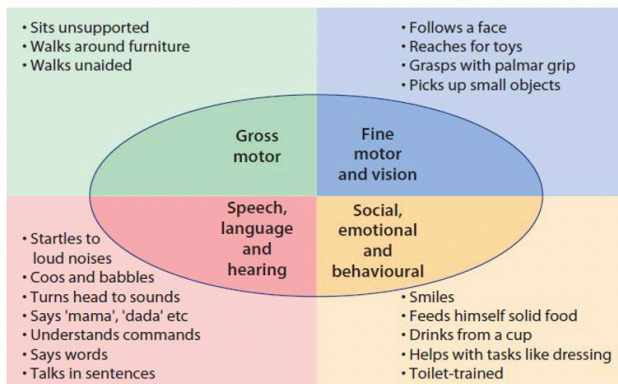 • Sits unsupported
• Walks around furniture
• Walks unaided
• Follows a face
• Reaches for toys
• Grasps with palmar grip
• Picks up small objects
Gross
motor
Fine
motor
and vision
Speech,
language
and
hearing
Social,
emotional
and
behavioural
• Startles to
loud noises
• Coos and babbles
• Turns head to sounds
• Says 'mama', 'dada' etc
• Understands commands
• Says words
• Talks in sentences
• Smiles
• Feeds himself solid food
• Drinks from a cup
• Helps with tasks like dressing
• Toilet-trained